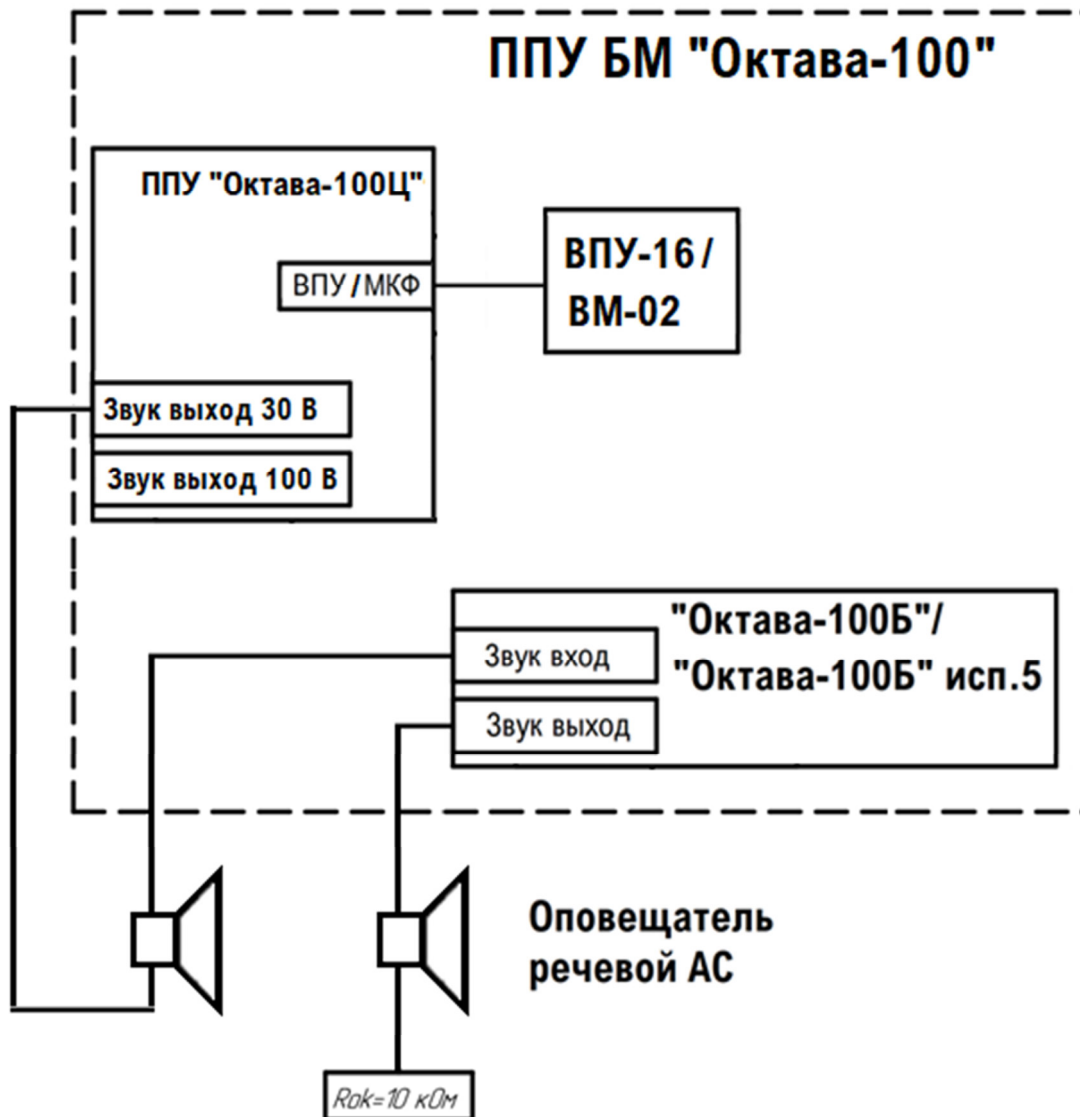 ППУ БМ "Октава-100"
ППУ "Октава-100Ц"
ВПУ/МКФ
ВПУ-16 /
ВМ-02
Звук выход 30 В
Звук выход 100 В
"Октава-100Б"/
"Октава-100Б" исп.5
Звук вход
Звук выход
Оповещатель
речевой АС
Rok=10 кОм